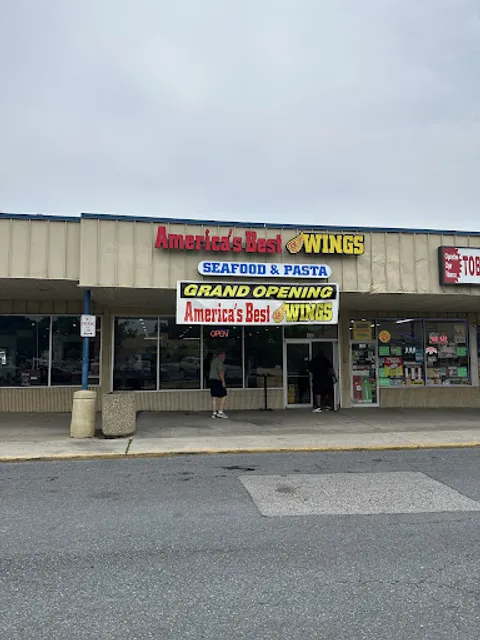 America's Best WINGS
SEAFOOD & PASTA
GRAND OPENING
America's Best WINGS
OPEN
TOB